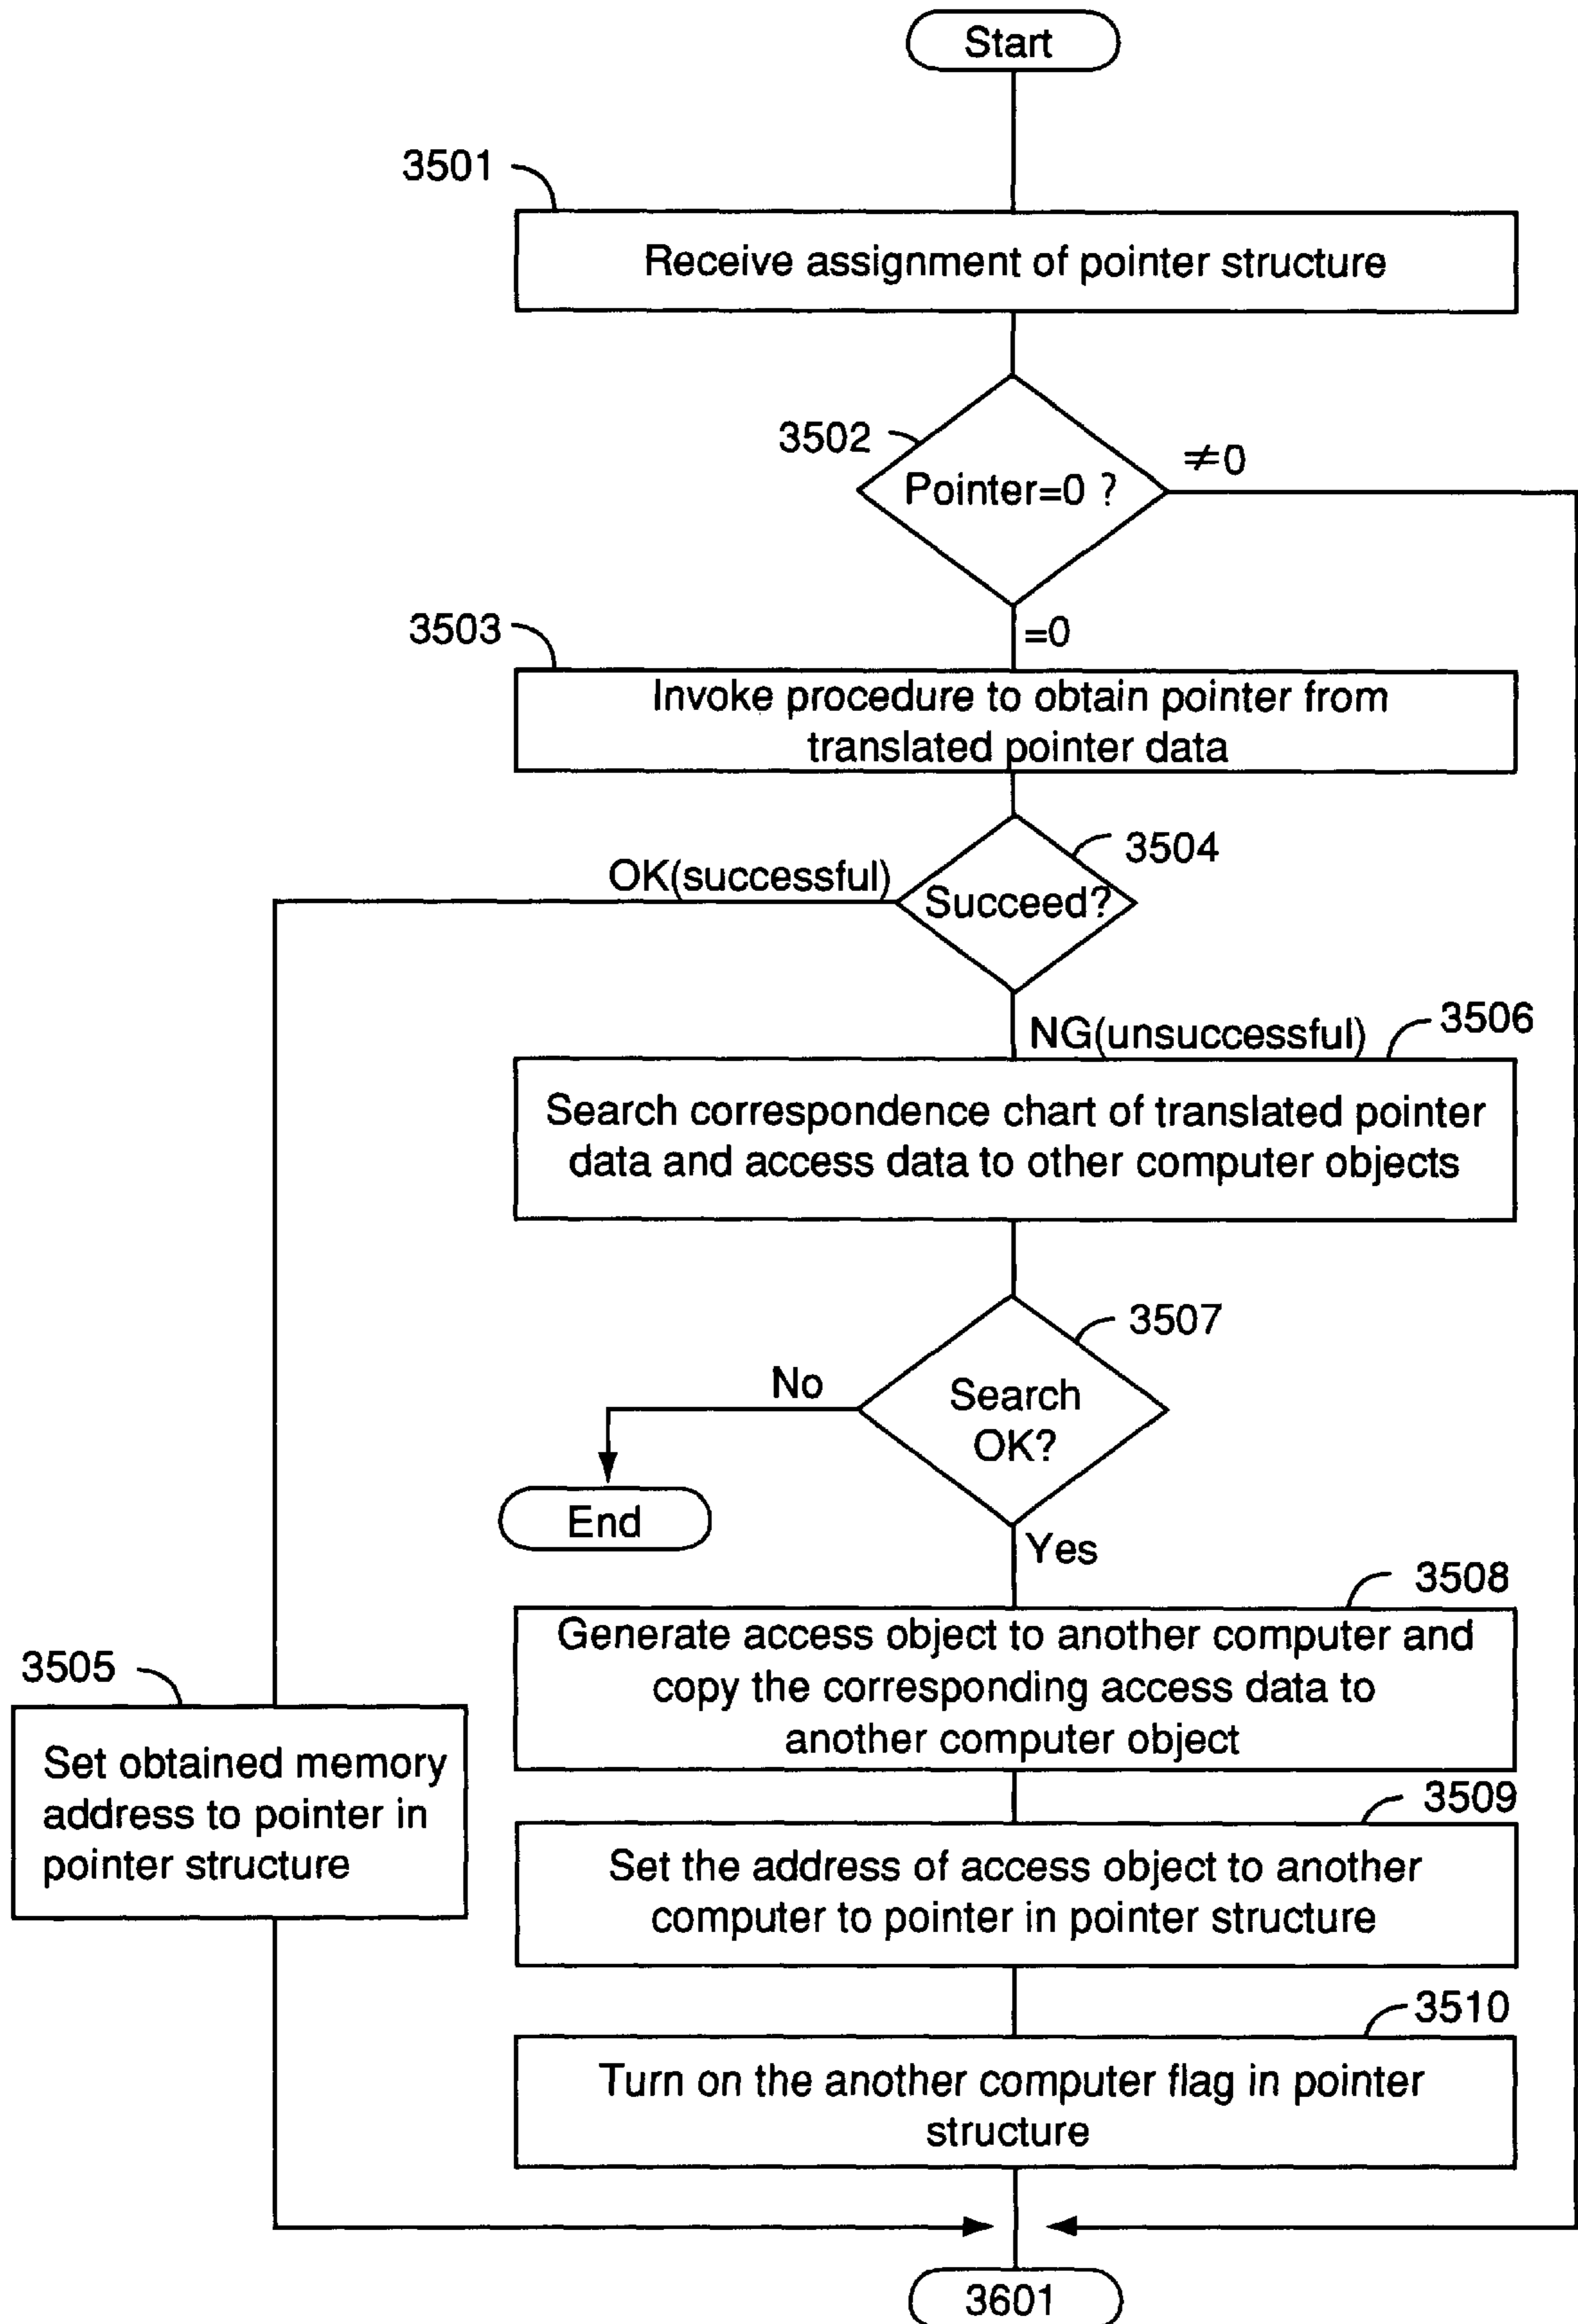 Start
3501
Receive assignment of pointer structure
3502
Pointer=0 ?
≠0
=0
3503
Invoke procedure to obtain pointer from
translated pointer data
3504
Succeed?
OK(successful)
NG(unsuccessful)
3506
Search correspondence chart of translated pointer
data and access data to other computer objects
3507
Search
OK?
No
End
Yes
3508
Generate access object to another computer and
copy the corresponding access data to
another computer object
3505
Set obtained memory
address to pointer in
pointer structure
3509
Set the address of access object to another
computer to pointer in pointer structure
3510
Turn on the another computer flag in pointer
structure
3601